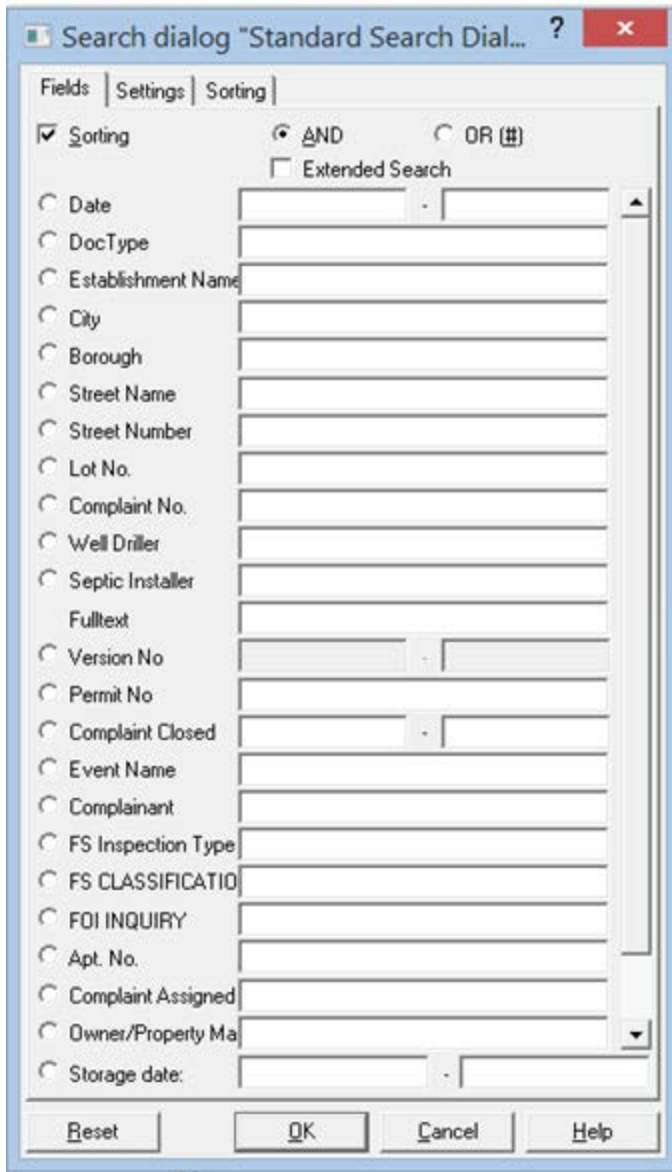 Search dialog "Standard Search Dial... ? x
Fields Settings Sorting
Sorting AND OR (#)
Extended Search
Date -
DocType
Establishment Name
City
Borough
Street Name
Street Number
Lot No.
Complaint No.
Well Driller
Septic Installer
Fulltext
Version No -
Permit No
Complaint Closed -
Event Name
Complainant
FS Inspection Type
FS CLASSIFICATIO
FOI INQUIRY
Apt. No.
Complaint Assigned
Owner/Property Ma
Storage date: -
Reset OK Cancel Help